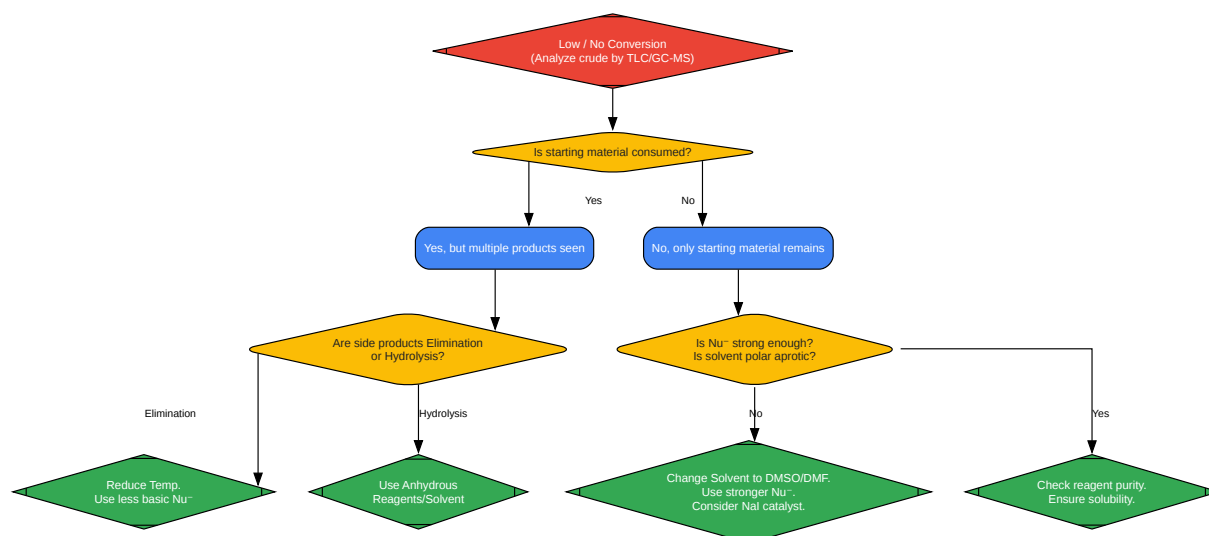 Low / No Conversion
(Analyze crude by TLC/GC-MS)
Is starting material consumed?
Yes
No
Yes, but multiple products seen
No, only starting material remains
Are side products Elimination
or Hydrolysis?
Is Nu⁻ strong enough?
Is solvent polar aprotic?
Elimination
Hydrolysis
No
Yes
Reduce Temp.
Use less basic Nu⁻
Use Anhydrous
Reagents/Solvent
Change Solvent to DMSO/DMF.
Use stronger Nu⁻.
Consider NaI catalyst.
Check reagent purity.
Ensure solubility.